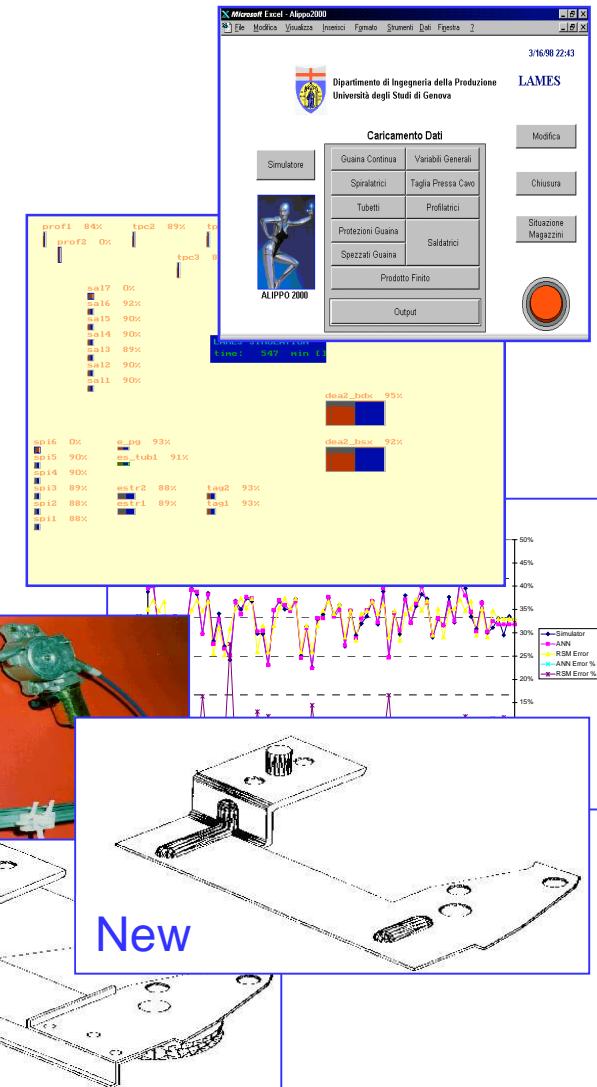 Microsoft Excel - Alippo2000
File Modifica Visualizza Inserisci Formato Strumenti Dati Finestra ?
3/16/98 22:43
Dipartimento di Ingegneria della Produzione
Università degli Studi di Genova
LAMES
Caricamento Dati
Modifica
Simulatore
Guaina Continua
Variabili Generali
Spiralatrici
Taglia Pressa Cavo
Chiusura
Tubetti
Profilatrici
Protezioni Guaina
Saldatrici
Situazione
Magazzini
Spezzati Guaina
Prodotto Finito
ALIPPO 2000
Output
prof1 84%
tpc2 89%
prof2 0%
tpc3
sal7 0%
sal6 92%
sal5 90%
sal4 90%
sal3 89%
sal2 90%
sal1 90%
LAMES SIMULATION
time: 547 min
dea2_bdx 95%
dea2_bsx 92%
spi6 0%
e_pg 93%
spi5 90%
es_tub1 91%
spi4 90%
spi3 89%
estr2 88%
tag2 93%
spi2 88%
estr1 89%
tag1 93%
spi1 88%
50%
45%
40%
35%
30%
25%
20%
15%
Simulator
ANN
RSM Error
ANN Error %
RSM Error %
New